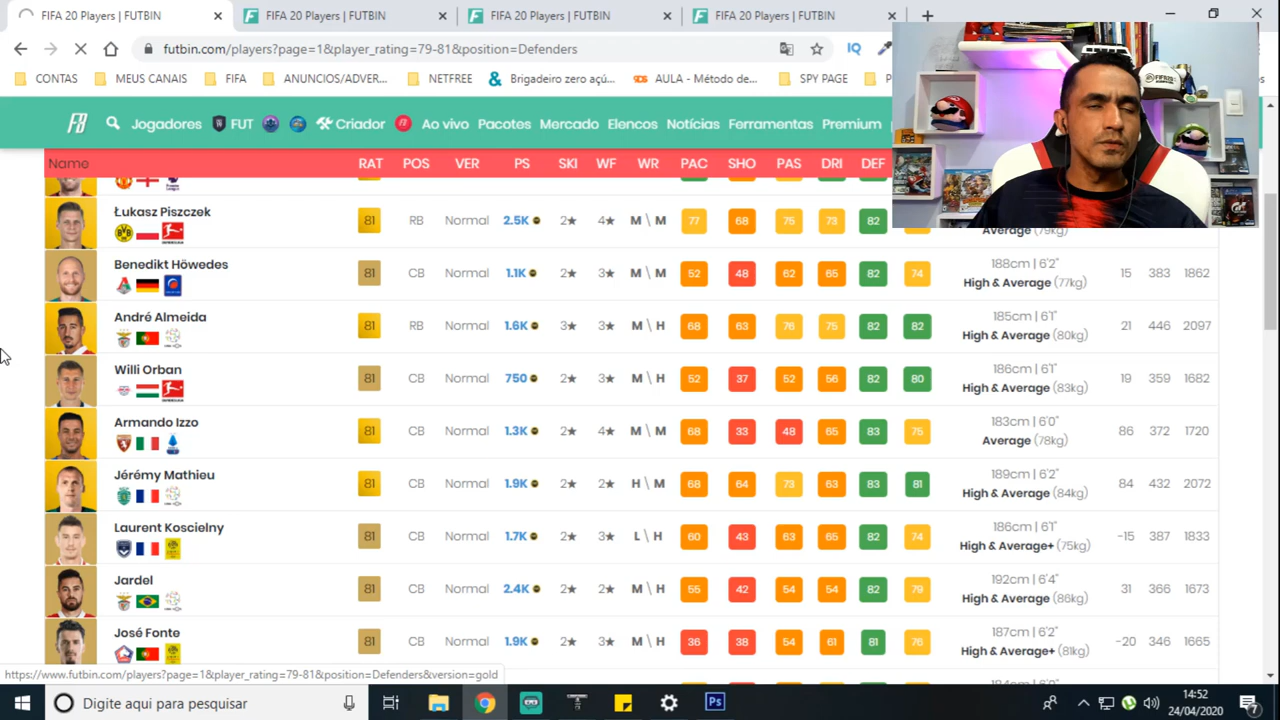 FIFA 20 Players | FUTBIN
FIFA 20 Players | FUTBIN
FIFA 20 Players | FUTBIN
FIFA 20 Players | FUTBIN
futbin.com/players?page=1&player_rating=79-81&position=Defenders
IQ
CONTAS MEUS CANAIS FIFA ANUNCIOS/ADVER... NETFREE Brigadeiro zero açú... AULA - Método de... SPY PAGE
Jogadores FUT Criador Ao vivo Pacotes Mercado Elencos Notícias Ferramentas Premium
Name RAT POS VER PS SKI WF WR PAC SHO PAS DRI DEF
Łukasz Piszczek 81 RB Normal 2.5K 2★ 4★ M \ M 77 68 75 73 82
Average (79kg)
Benedikt Höwedes 81 CB Normal 1.1K 2★ 3★ M \ M 52 48 62 65 82 74 188cm | 6'2" 15 383 1862
High & Average (77kg)
André Almeida 81 RB Normal 1.6K 3★ 3★ M \ H 68 63 76 75 82 82 185cm | 6'1" 21 446 2097
High & Average (80kg)
Willi Orban 81 CB Normal 750 2★ 3★ M \ H 52 37 52 56 82 80 186cm | 6'1" 19 359 1682
High & Average (83kg)
Armando Izzo 81 CB Normal 1.3K 2★ 4★ M \ M 68 33 48 65 83 75 183cm | 6'0" 86 372 1720
Average (78kg)
Jérémy Mathieu 81 CB Normal 1.9K 2★ 2★ H \ M 68 64 73 63 83 81 189cm | 6'2" 84 432 2072
High & Average (84kg)
Laurent Koscielny 81 CB Normal 1.7K 2★ 3★ L \ H 60 43 63 65 82 74 186cm | 6'1" -15 387 1833
High & Average+ (75kg)
Jardel 81 CB Normal 2.4K 2★ 2★ M \ H 55 42 54 54 82 79 192cm | 6'4" 31 366 1673
High & Average (86kg)
José Fonte 81 CB Normal 1.9K 2★ 3★ M \ H 36 38 54 61 81 76 187cm | 6'2" -20 346 1665
High & Average+ (81kg)
https://www.futbin.com/players?page=1&player_rating=79-81&position=Defenders&version=gold
Digite aqui para pesquisar
Ps
14:52
24/04/2020
7